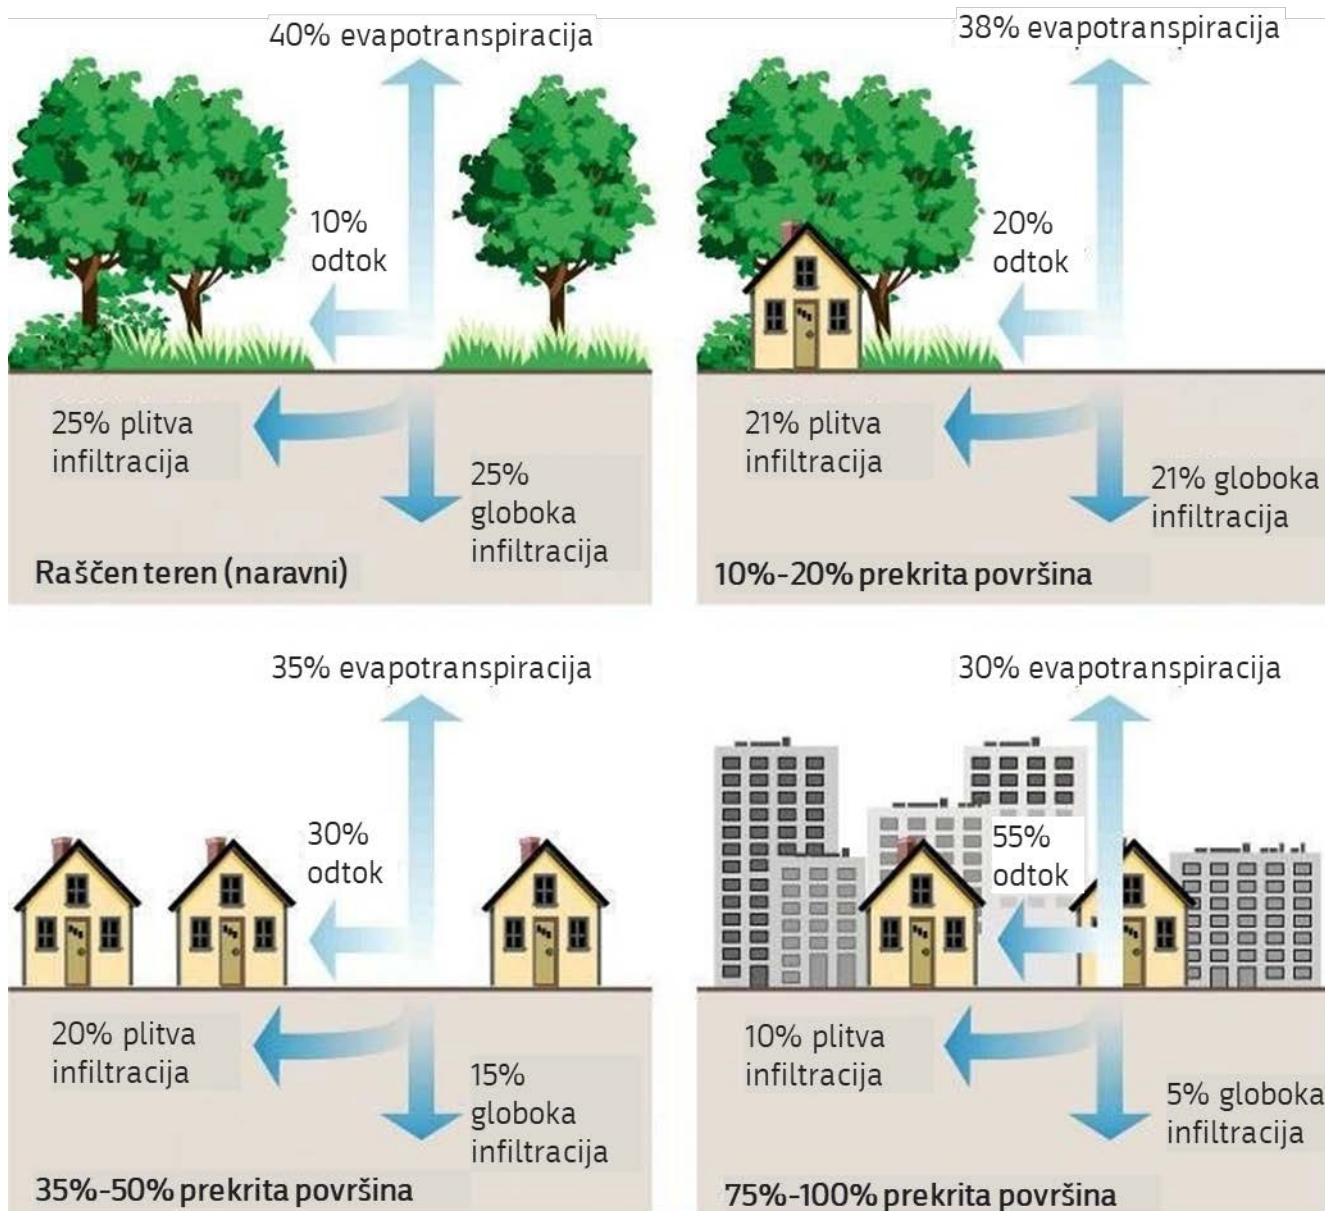 40% evapotranspiracija
10%
odtok
25% plitva
infiltracija
25%
globoka
infiltracija
Raščen teren (naravni)
38% evapotranspiracija
20%
odtok
21% plitva
infiltracija
21% globoka
infiltracija
10%-20% prekrita površina
35% evapotranspiracija
30%
odtok
20% plitva
infiltracija
15%
globoka
infiltracija
35%-50% prekrita površina
30% evapotranspiracija
55%
odtok
10% plitva
infiltracija
5% globoka
infiltracija
75%-100% prekrita površina